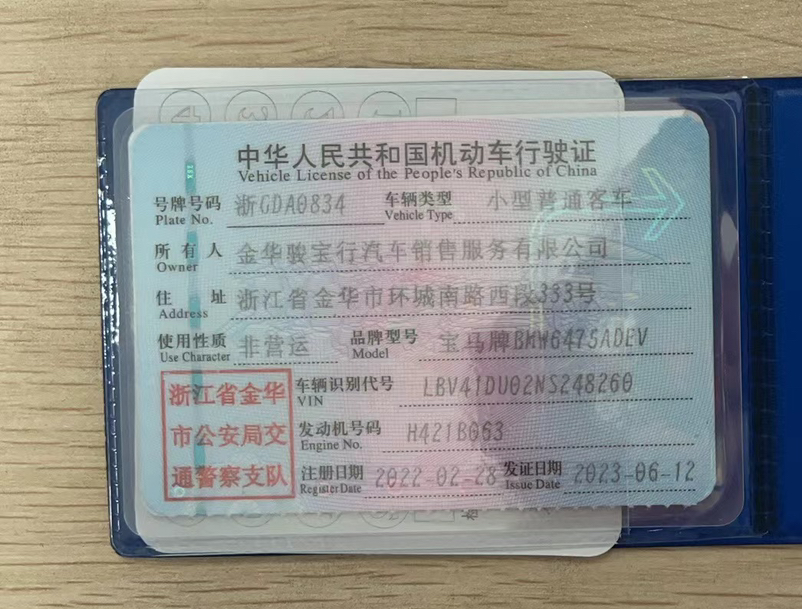 中华人民共和国机动车行驶证
Vehicle License of the People's Republic of China
号牌号码 浙GDA0834 车辆类型 小型普通客车
Plate No. Vehicle Type
所有人 金华骏宝行汽车销售服务有限公司
Owner
住址 浙江省金华市环城南路西段333号
Address
使用性质 非营运 品牌型号 宝马牌BMW6475ADEV
Use Character Model
浙江省金华
市公安局交
通警察支队
车辆识别代号 LBV41DU02NS248260
VIN
发动机号码 H421B063
Engine No.
注册日期 2022-02-28 发证日期 2023-06-12
Register Date Issue Date